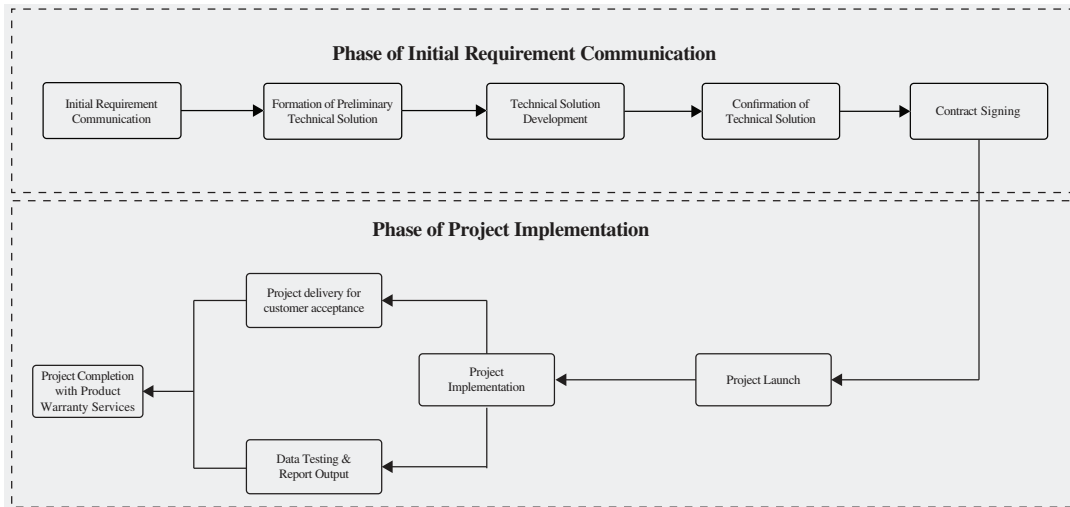 Phase of Initial Requirement Communication
Initial Requirement
Communication
Formation of Preliminary
Technical Solution
Technical Solution
Development
Confirmation of
Technical Solution
Contract Signing
Phase of Project Implementation
Project delivery for
customer acceptance
Project Completion
with Product
Warranty Services
Project
Implementation
Project Launch
Data Testing &
Report Output